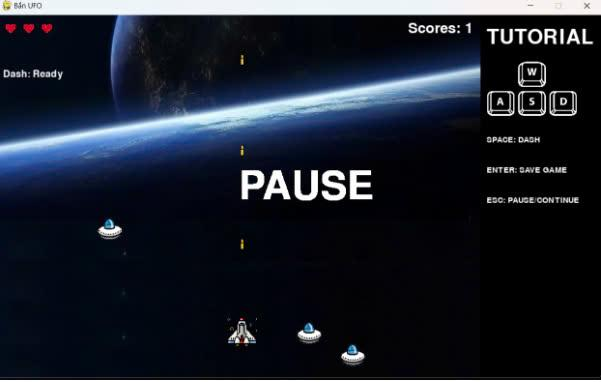 Bắn UFO
Scores: 1
Dash: Ready
PAUSE
TUTORIAL
W
A S D
SPACE: DASH
ENTER: SAVE GAME
ESC: PAUSE/CONTINUE